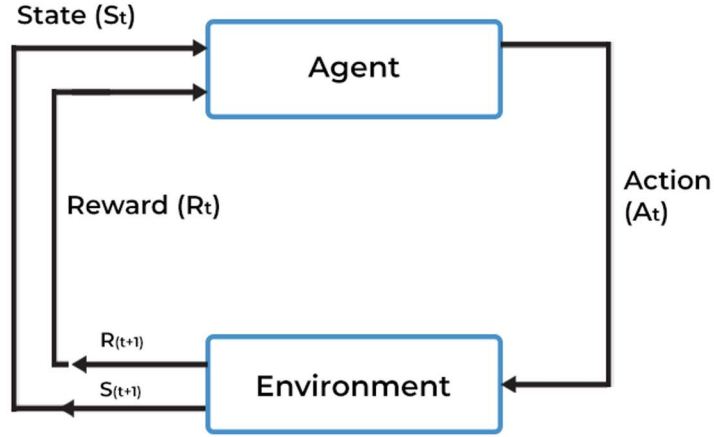 State (St)
Agent
Action
(At)
Reward (Rt)
R(t+1)
S(t+1)
Environment